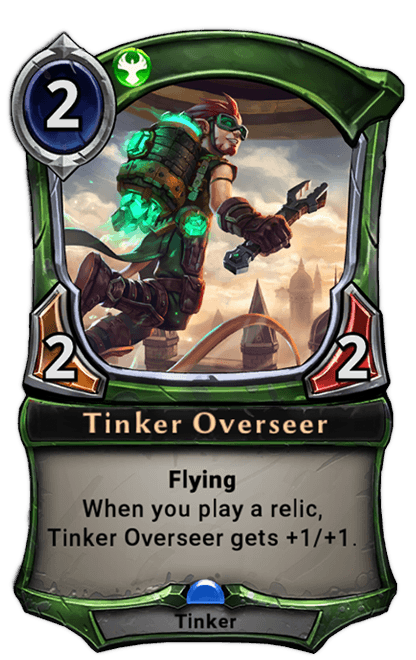 2
2
2
Tinker Overseer
Flying
When you play a relic,
Tinker Overseer gets +1/+1.
Tinker